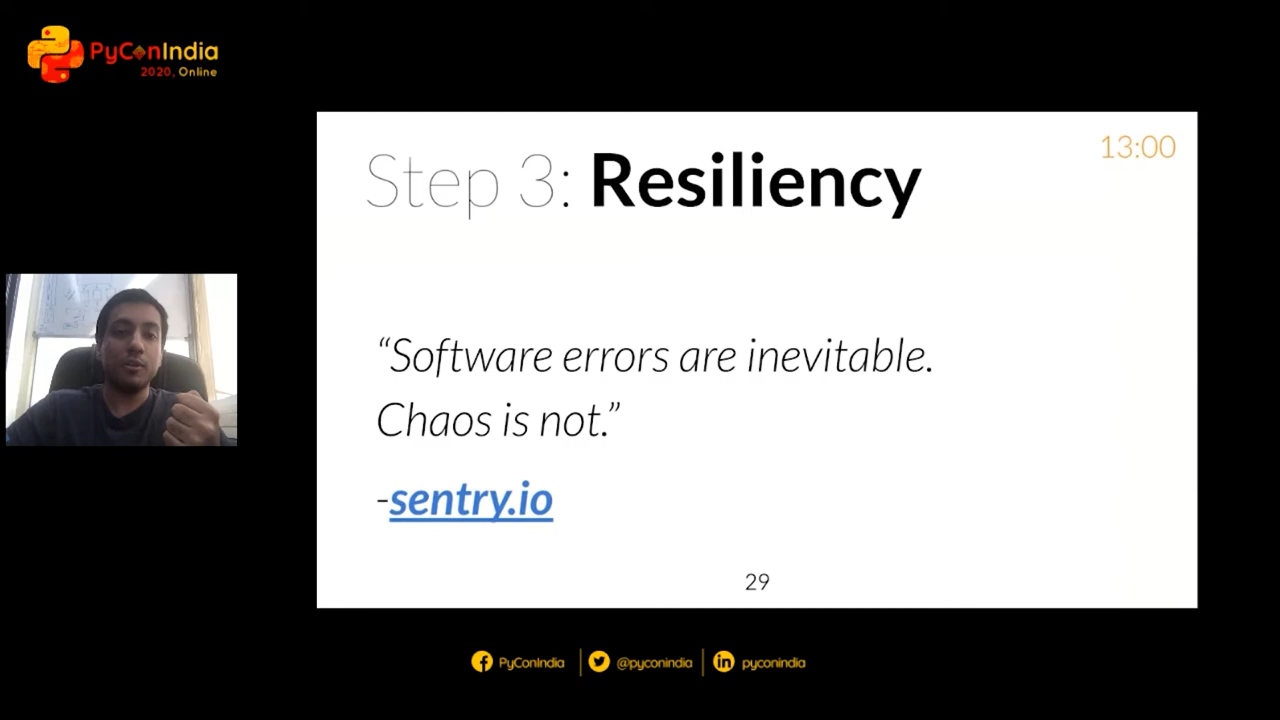 PyConIndia
2020, Online
13:00
Step 3: Resiliency
“Software errors are inevitable.
Chaos is not.”
-sentry.io
29
PyConIndia
@pyconindia
pyconindia